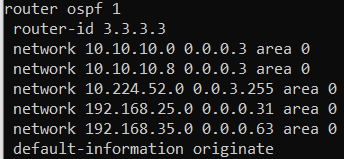 router ospf 1
router-id 3.3.3.3
network 10.10.10.0 0.0.0.3 area 0
network 10.10.10.8 0.0.0.3 area 0
network 10.224.52.0 0.0.3.255 area 0
network 192.168.25.0 0.0.0.31 area 0
network 192.168.35.0 0.0.0.63 area 0
default-information originate